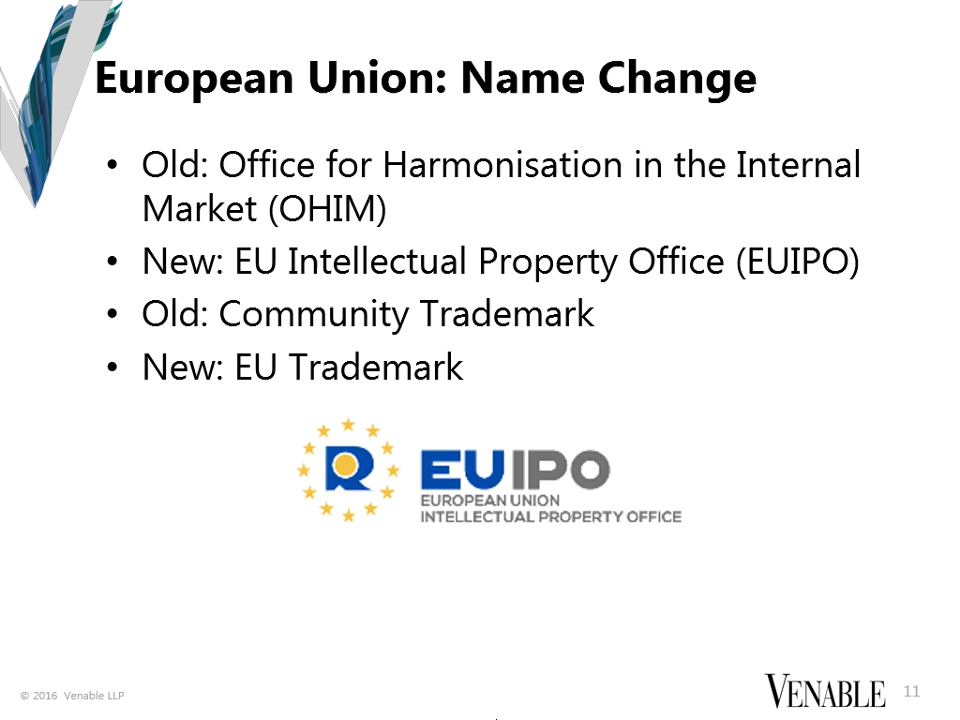 European Union: Name Change
• Old: Office for Harmonisation in the Internal
Market (OHIM)
• New: EU Intellectual Property Office (EUIPO)
• Old: Community Trademark
• New: EU Trademark
R
EUIPO
EUROPEAN UNION
INTELLECTUAL PROPERTY OFFICE
© 2016 Venable LLP
VENABLE
11